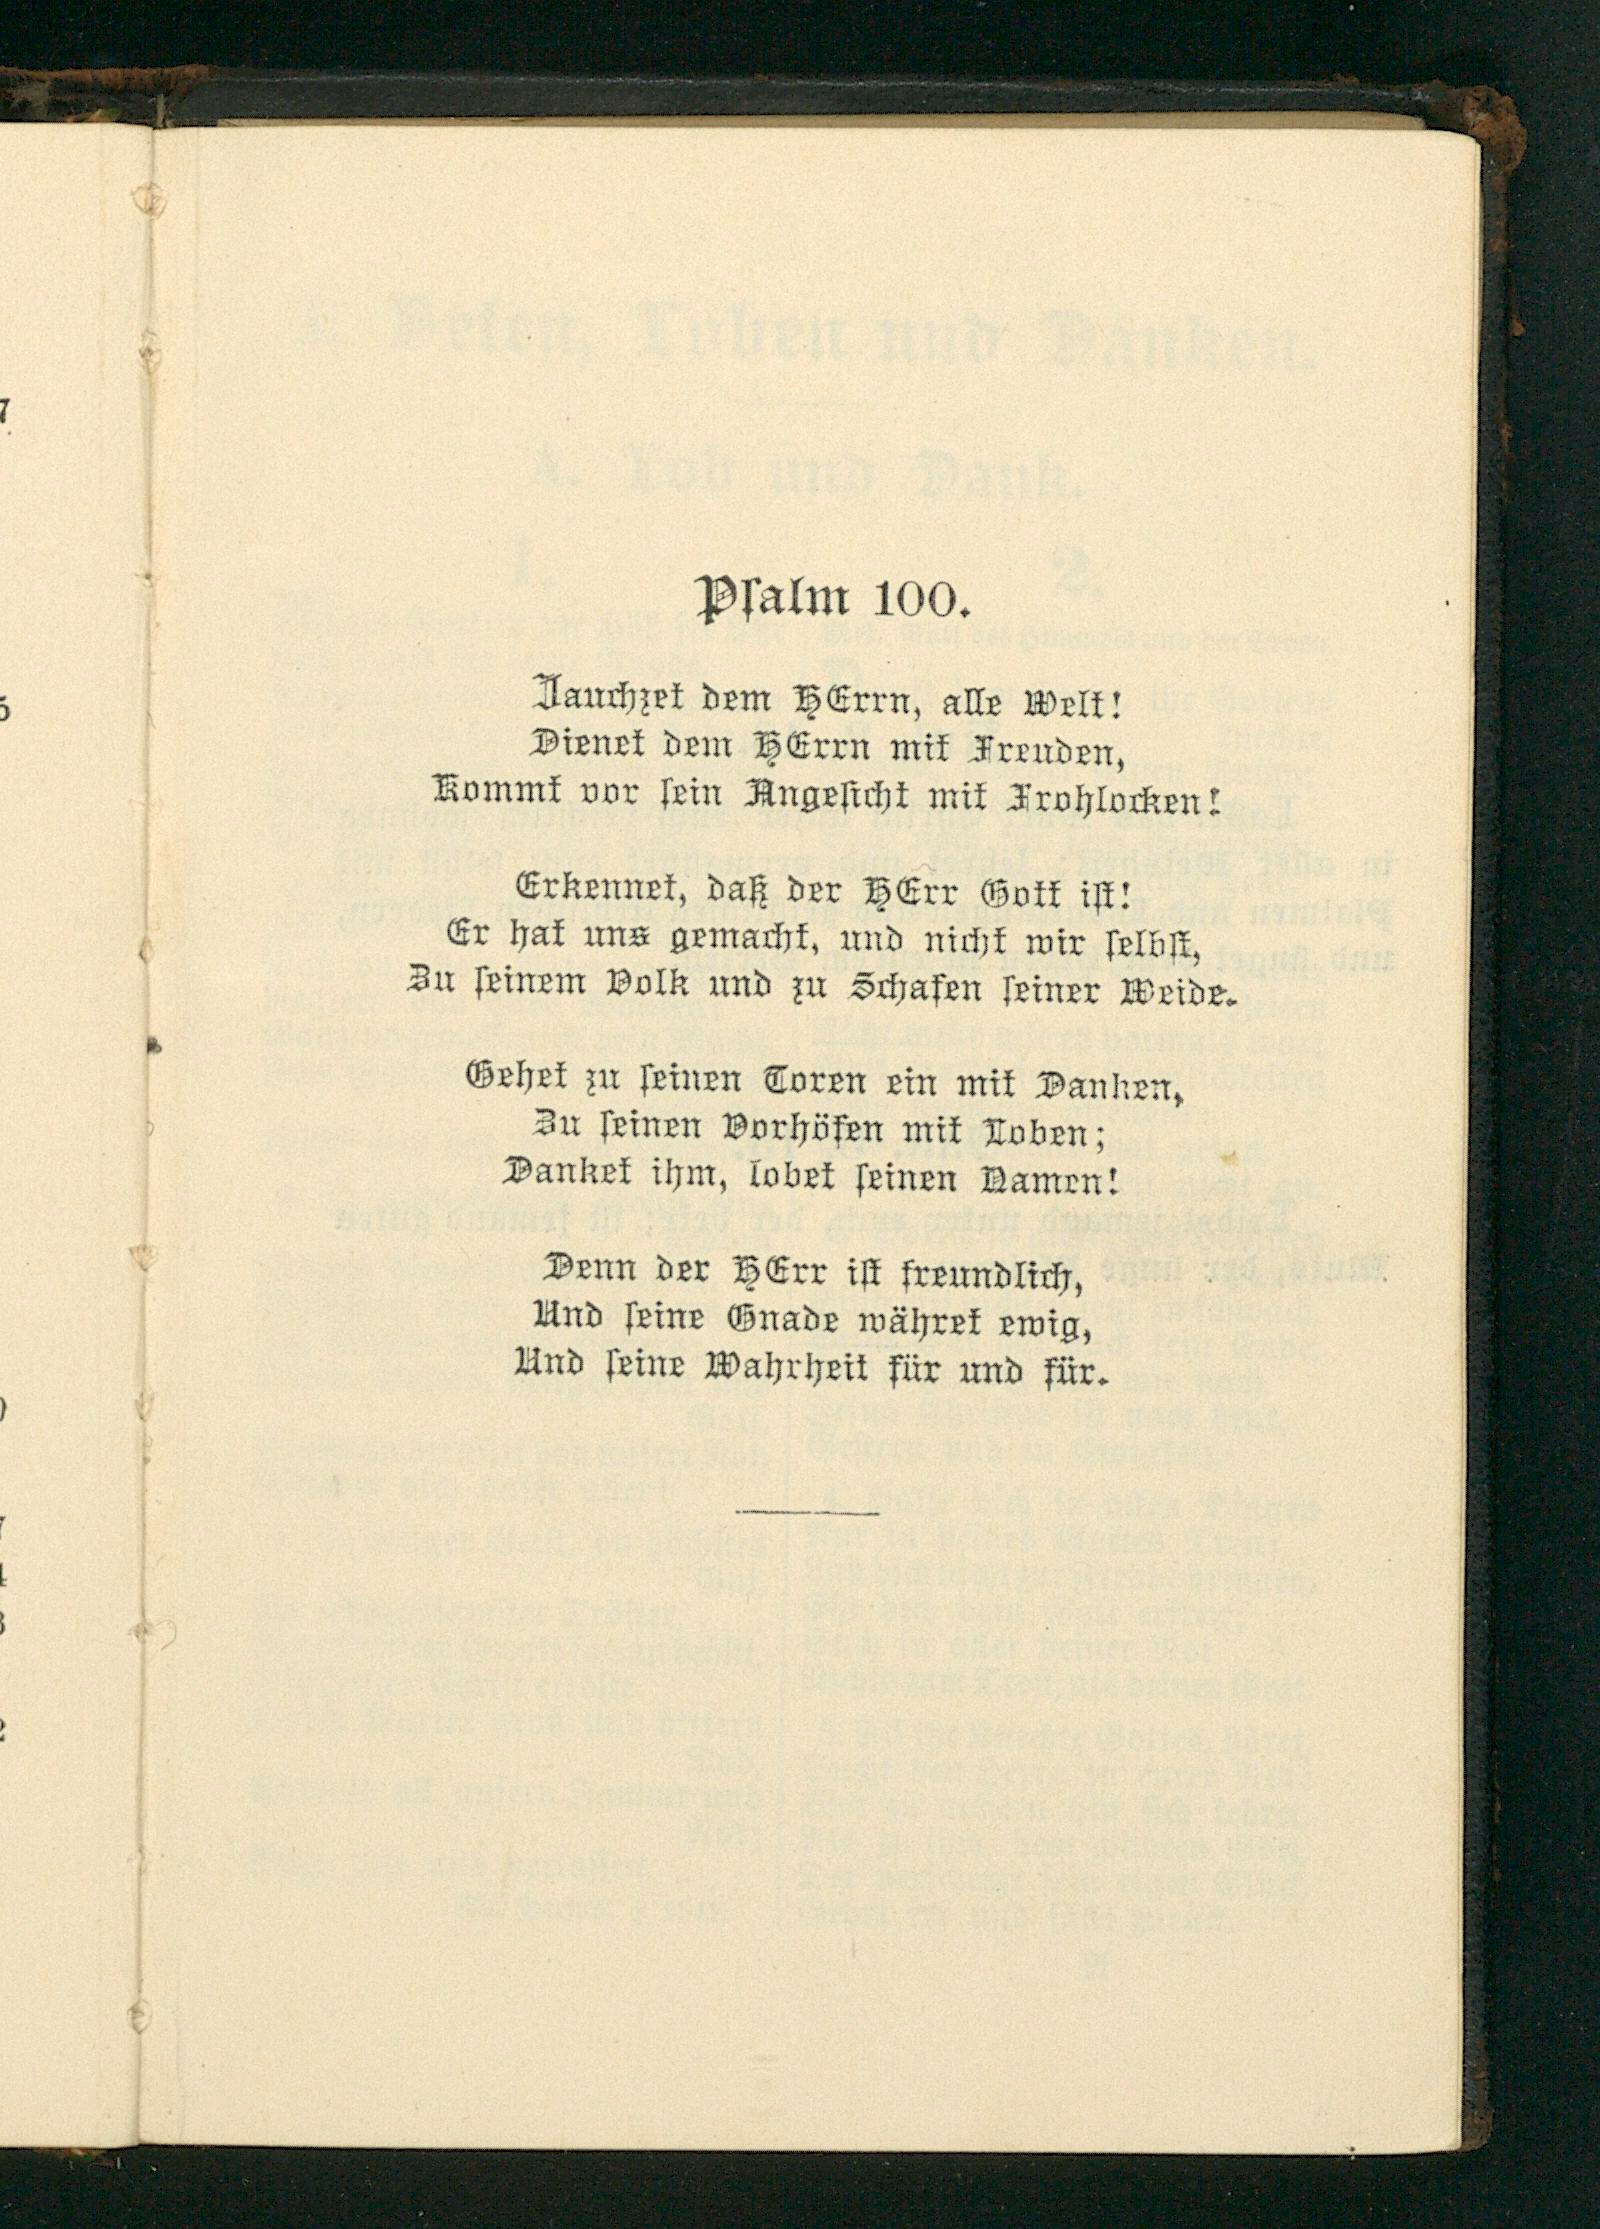 Pſalm 100.
Jauchzet dem HErrn, alle Welt!
Dienet dem HErrn mit Freuden,
Kommt vor ſein Angeſicht mit Frohlocken!
Erkennet, daß der HErr Gott iſt!
Er hat uns gemacht, und nicht wir ſelbſt,
Zu ſeinem Volk und zu Schafen ſeiner Weide.
Gehet zu ſeinen Toren ein mit Danken,
Zu ſeinen Vorhöfen mit Loben;
Danket ihm, lobet ſeinen Namen!
Denn der HErr iſt freundlich,
Und ſeine Gnade währet ewig,
Und ſeine Wahrheit für und für.